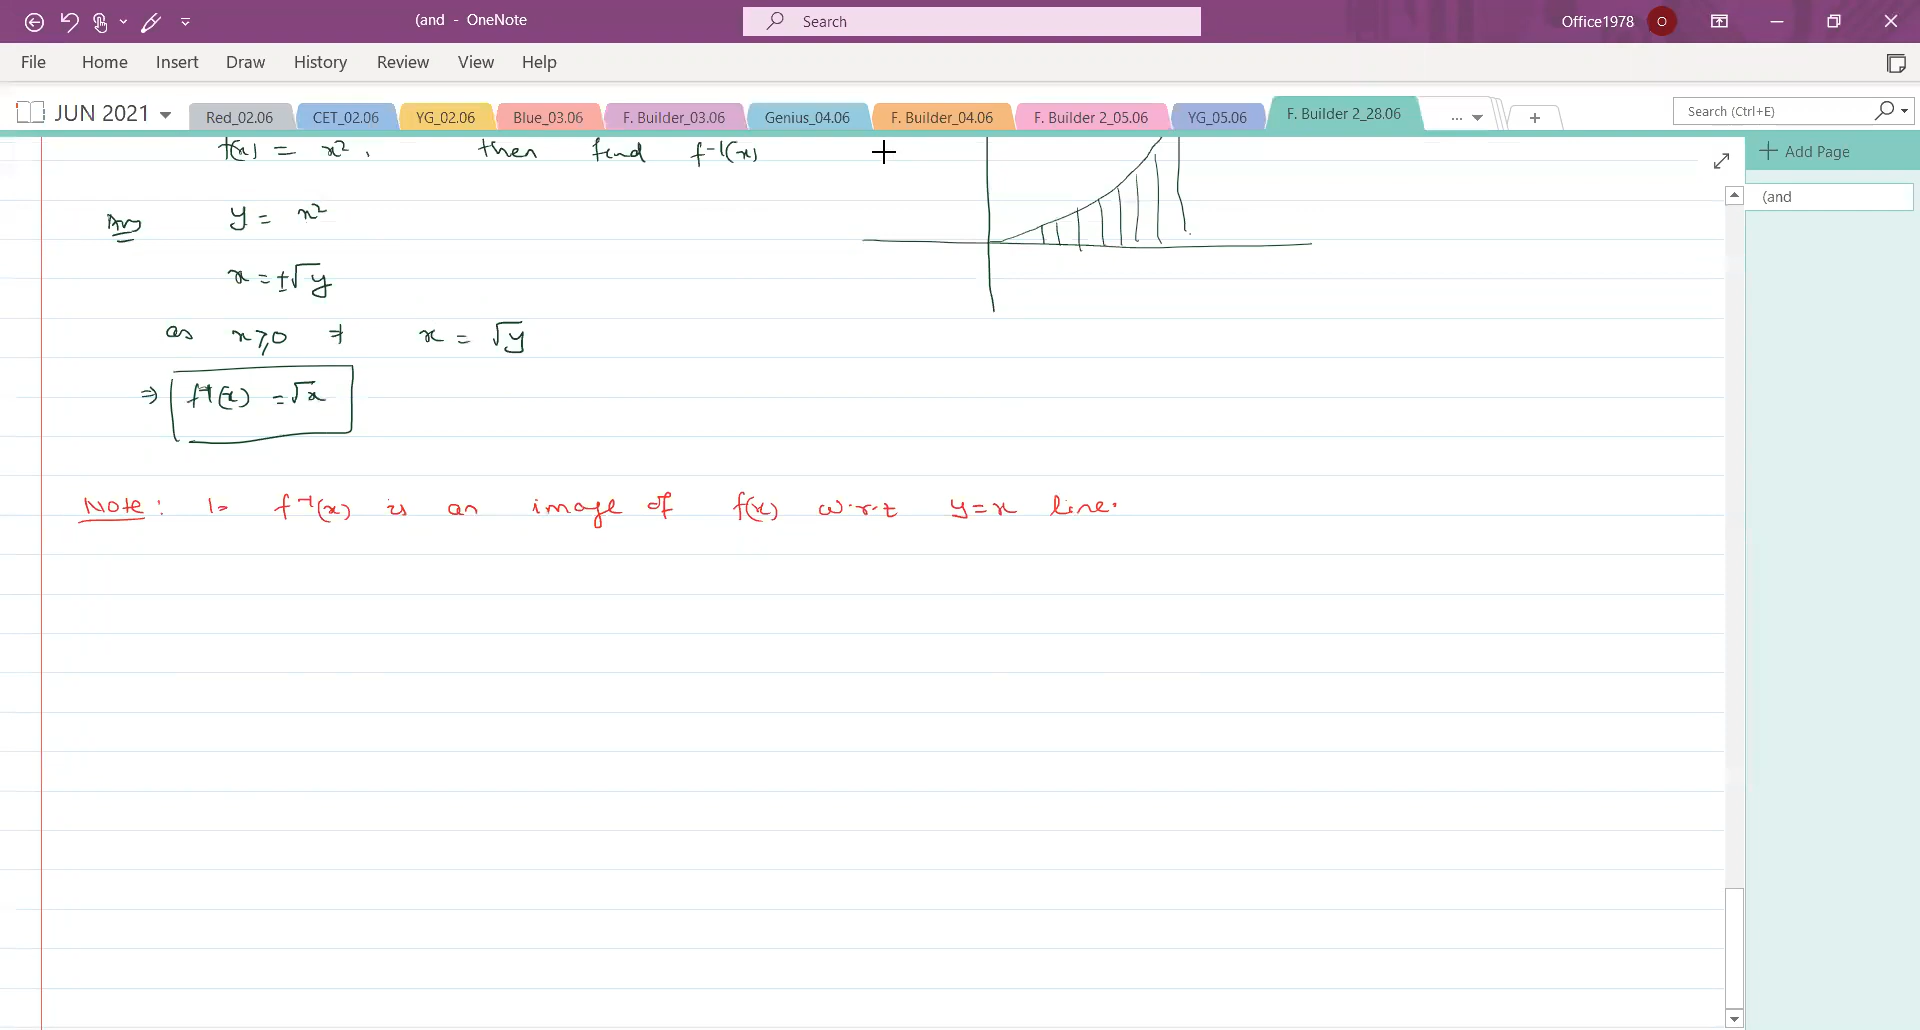 (and - OneNote
Search
Office1978
O
File Home Insert Draw History Review View Help
JUN 2021
Red_02.06 CET_02.06 YG_02.06 Blue_03.06 F. Builder_03.06 Genius_04.06 F. Builder_04.06 F. Builder 2_05.06 YG_05.06 F. Builder 2_28.06 ... +
Search (Ctrl+E)
Add Page
(and
f(x) = x², then find f⁻¹(x)
Ans y = x²
x = ±√y
as x ≥ 0 ⇒ x = √y
⇒ f⁻¹(x) = √x
Note: 1- f⁻¹(x) is an image of f(x) w.r.t y=x line.